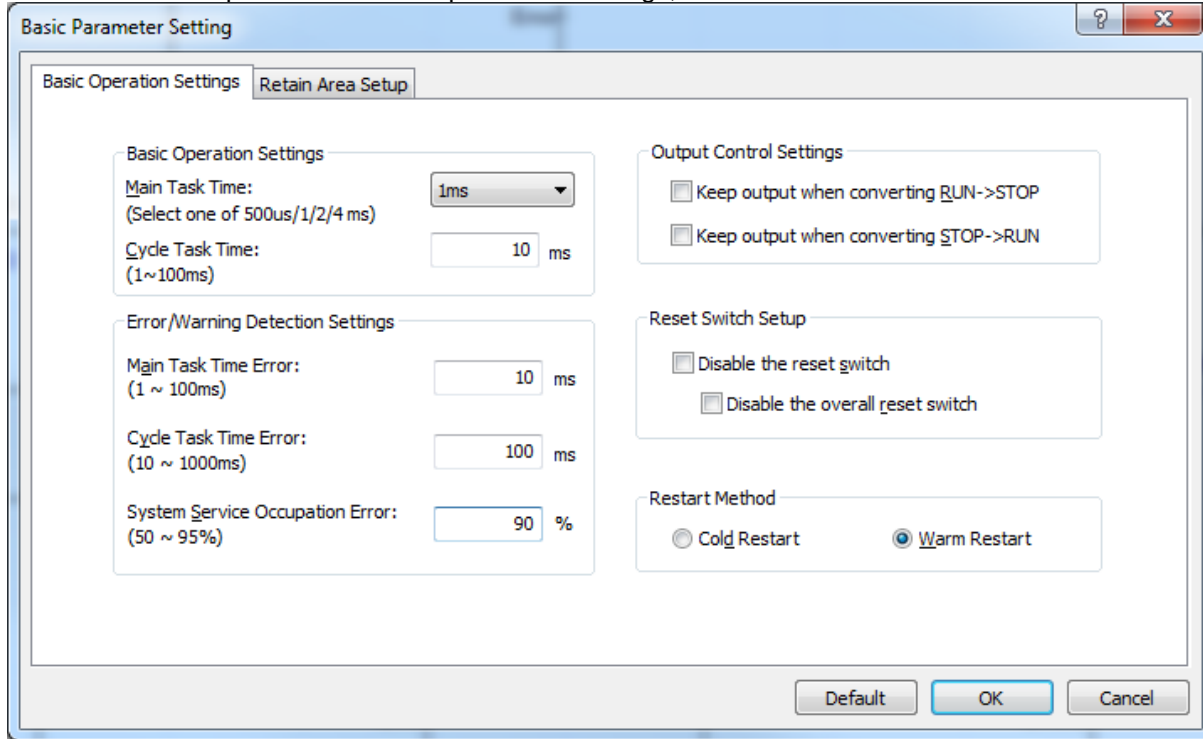 Basic Parameter Setting
Basic Operation Settings
Retain Area Setup
Basic Operation Settings
Main Task Time:
1ms
(Select one of 500us/1/2/4 ms)
Cycle Task Time:
10 ms
(1~100ms)
Error/Warning Detection Settings
Main Task Time Error:
10 ms
(1 ~ 100ms)
Cycle Task Time Error:
100 ms
(10 ~ 1000ms)
System Service Occupation Error:
90 %
(50 ~ 95%)
Output Control Settings
Keep output when converting RUN->STOP
Keep output when converting STOP->RUN
Reset Switch Setup
Disable the reset switch
Disable the overall reset switch
Restart Method
Cold Restart
Warm Restart
Default
OK
Cancel